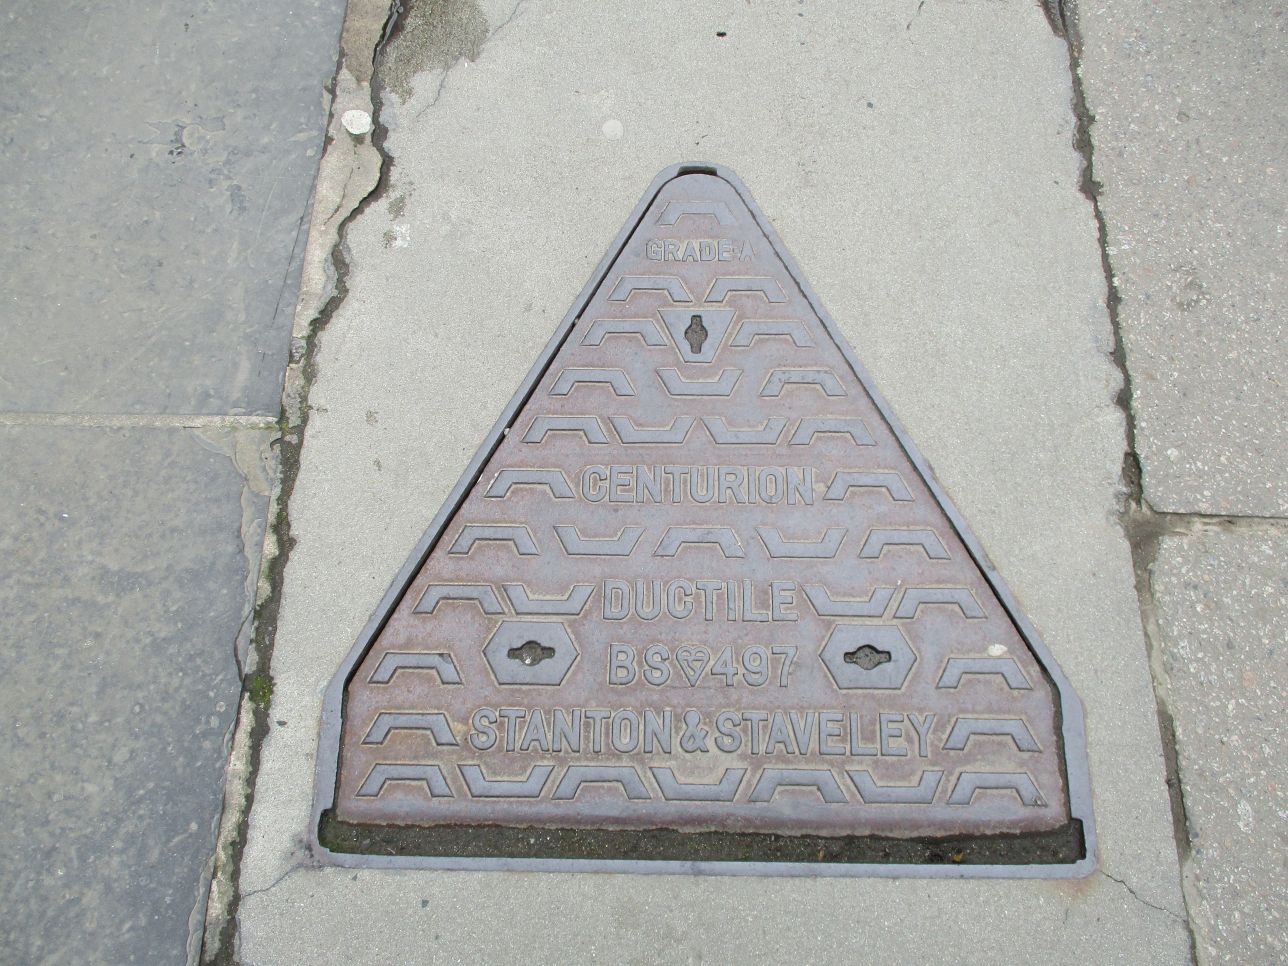 GRADE-A
CENTURION
DUCTILE
BS 497
STANTON & STAVELEY